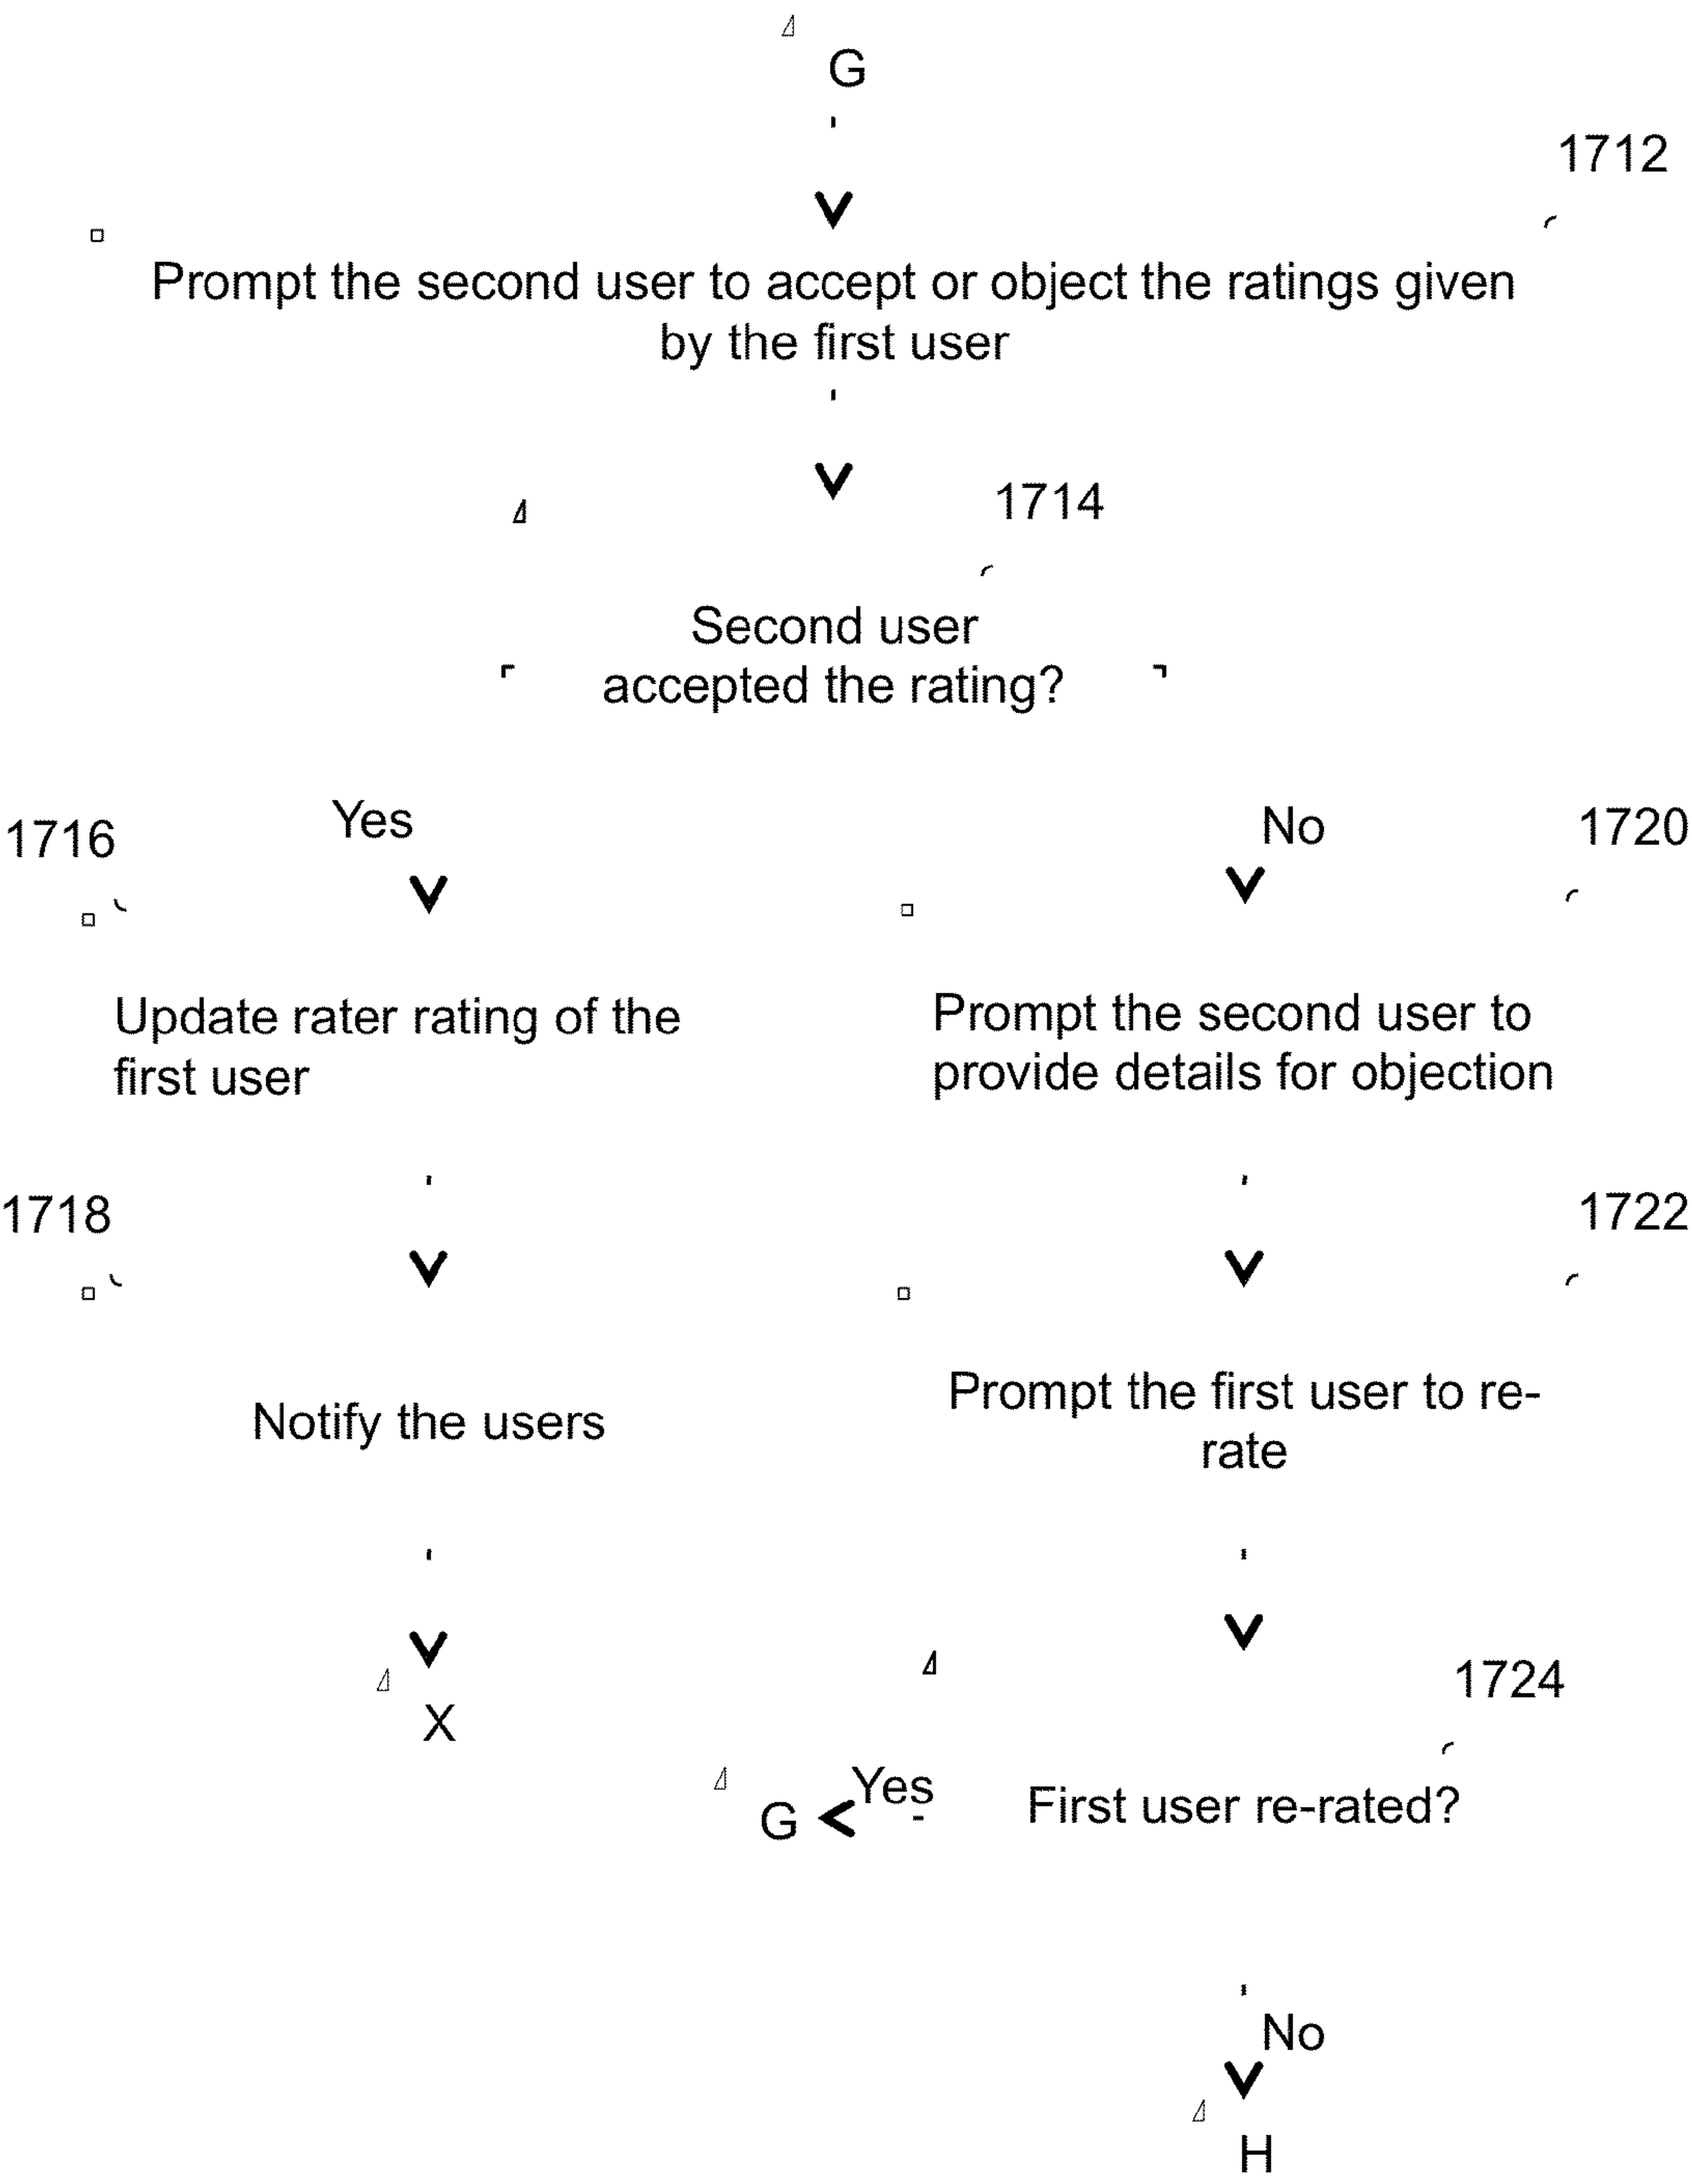 G
1712
Prompt the second user to accept or object the ratings given
by the first user
1714
Second user
accepted the rating?
Yes
No
1716
1720
Update rater rating of the
first user
Prompt the second user to
provide details for objection
1718
1722
Notify the users
Prompt the first user to re-
rate
X
1724
G
Yes
First user re-rated?
No
H